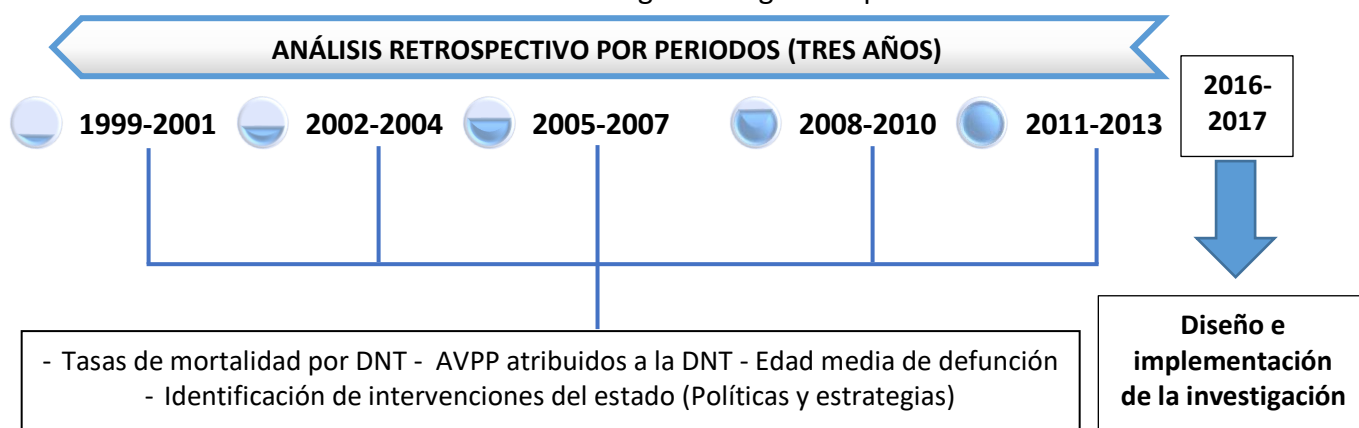 ANÁLISIS RETROSPECTIVO POR PERIODOS (TRES AÑOS)
2016-
2017
1999-2001 2002-2004 2005-2007 2008-2010 2011-2013
- Tasas de mortalidad por DNT - AVPP atribuidos a la DNT - Edad media de defunción
- Identificación de intervenciones del estado (Políticas y estrategias)
Diseño e
implementación
de la investigación